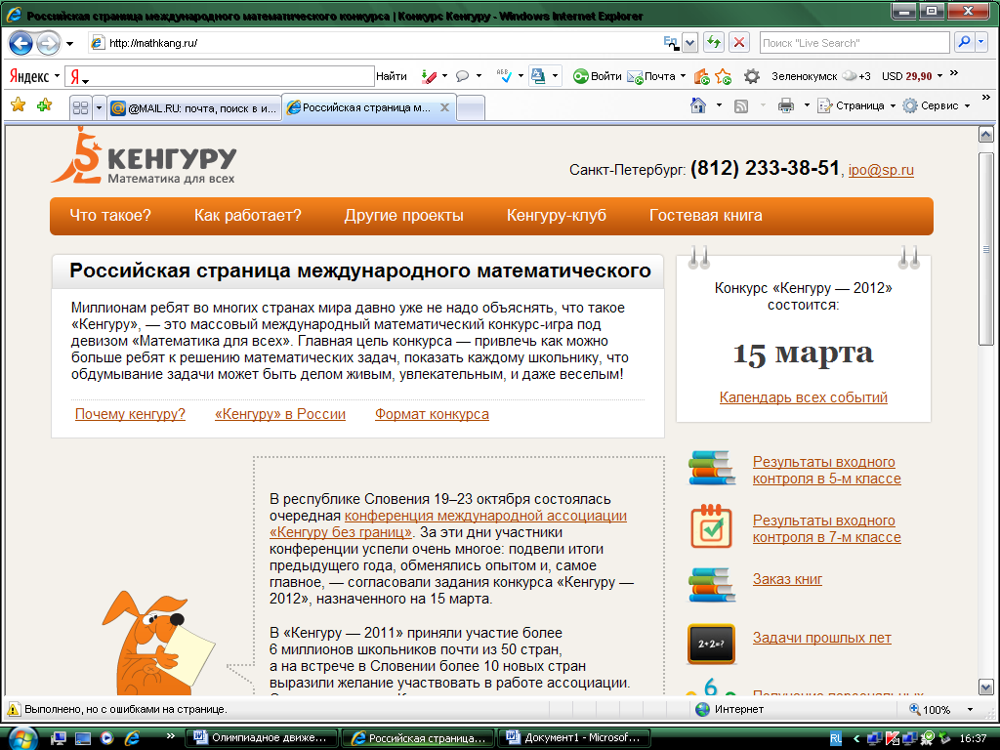 Российская страница международного математического конкурса | Конкурс Кенгуру - Windows Internet Explorer
http://mathkang.ru/
Поиск "Live Search"
Яндекс
Я
Найти
Войти
Почта
+3
Зеленокумск
USD 29,90
@MAIL.RU: почта, поиск в и...
Российская страница м...
Страница
Сервис
КЕНГУРУ
Математика для всех
Санкт-Петербург: (812) 233-38-51, ipo@sp.ru
Что такое? Как работает? Другие проекты Кенгуру-клуб Гостевая книга
Российская страница международного математического
Миллионам ребят во многих странах мира давно уже не надо объяснять, что такое
«Кенгуру», — это массовый международный математический конкурс-игра под
девизом «Математика для всех». Главная цель конкурса — привлечь как можно
больше ребят к решению математических задач, показать каждому школьнику, что
обдумывание задачи может быть делом живым, увлекательным, и даже веселым!
Почему кенгуру? «Кенгуру» в России Формат конкурса
Конкурс «Кенгуру — 2012»
состоится:
15 марта
Календарь всех событий
В республике Словения 19–23 октября состоялась
очередная конференция международной ассоциации
«Кенгуру без границ». За эти дни участники
конференции успели очень многое: подвели итоги
предыдущего года, обменялись опытом и, самое
главное, — согласовали задания конкурса «Кенгуру —
2012», назначенного на 15 марта.
В «Кенгуру — 2011» приняли участие более
6 миллионов школьников почти из 50 стран,
а на встрече в Словении более 10 новых стран
выразили желание участвовать в работе ассоциации.
Результаты входного
контроля в 5-м классе
Результаты входного
контроля в 7-м классе
Заказ книг
2+2=?
Задачи прошлых лет
6
Получение персональных
Выполнено, но с ошибками на странице.
Интернет
100%
Олимпиадное движе...
Российская страница...
Документ1 - Microsof...
RL
16:37